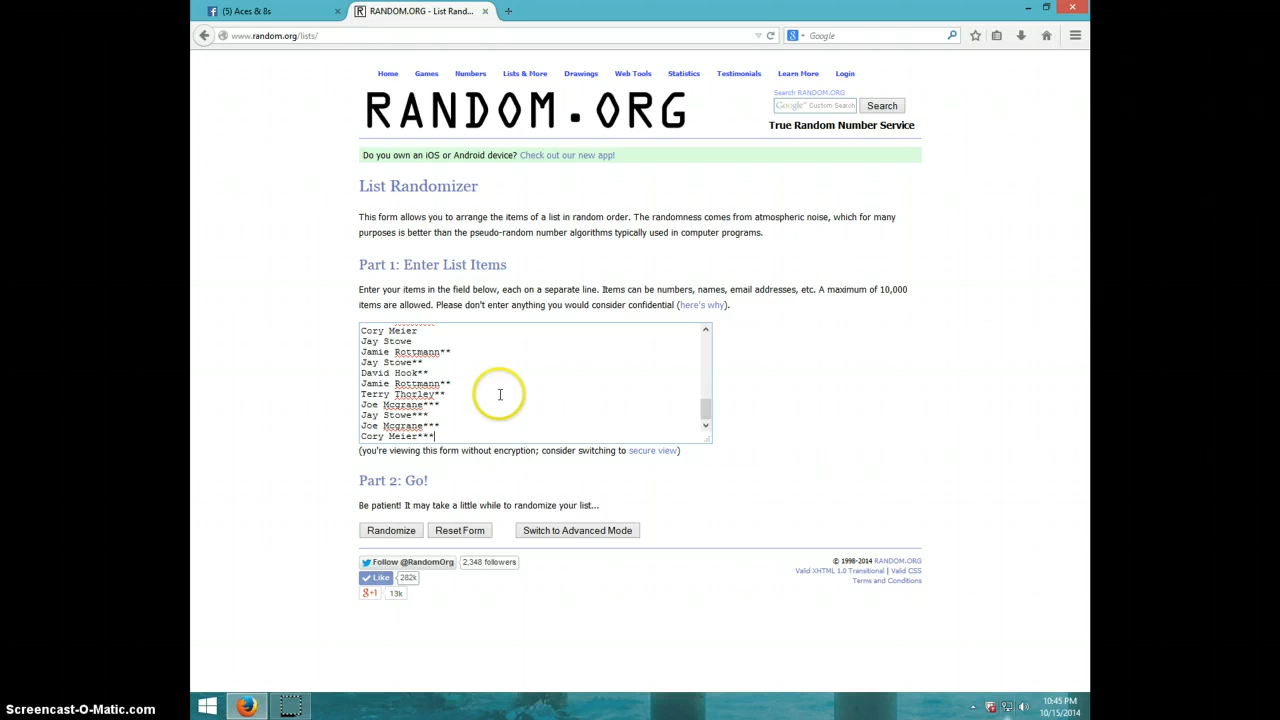 (5) Aces & 8s
RANDOM.ORG - List Rand...
www.random.org/lists/
Google
Home Games Numbers Lists & More Drawings Web Tools Statistics Testimonials Learn More Login
RANDOM.ORG
Search RANDOM.ORG
Google™ Custom Search Search
True Random Number Service
Do you own an iOS or Android device? Check out our new app!
List Randomizer
This form allows you to arrange the items of a list in random order. The randomness comes from atmospheric noise, which for many
purposes is better than the pseudo-random number algorithms typically used in computer programs.
Part 1: Enter List Items
Enter your items in the field below, each on a separate line. Items can be numbers, names, email addresses, etc. A maximum of 10,000
items are allowed. Please don't enter anything you would consider confidential (here's why).
Cory Meier
Jay Stowe
Jamie Rottmann**
Jay Stowe**
David Hook**
Jamie Rottmann**
Terry Thorley**
Joe Mcgrane***
Jay Stowe***
Joe Mcgrane***
Cory Meier***
(you're viewing this form without encryption; consider switching to secure view)
Part 2: Go!
Be patient! It may take a little while to randomize your list...
Randomize Reset Form Switch to Advanced Mode
Follow @RandomOrg 2,348 followers
Like 282k
g+1 13k
© 1998-2014 RANDOM.ORG
Valid XHTML 1.0 Transitional | Valid CSS
Terms and Conditions
10:45 PM
10/15/2014
Screencast-O-Matic.com